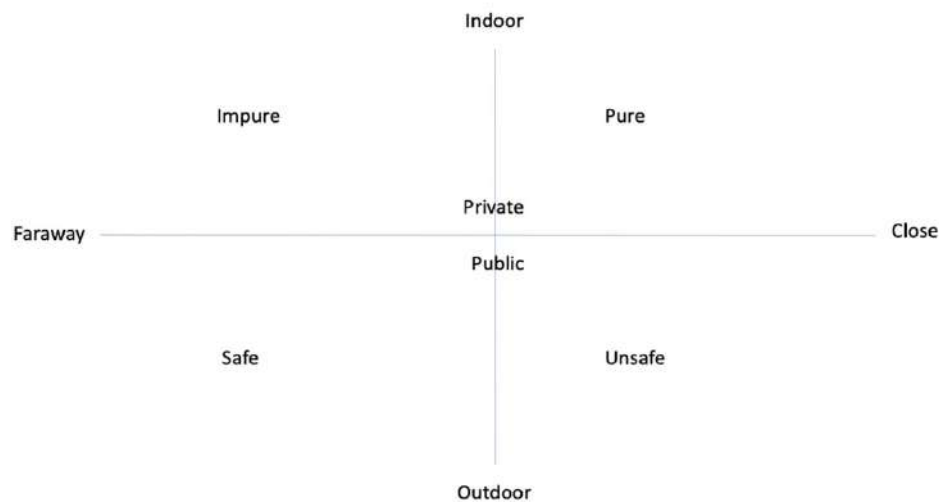 Indoor
Impure Pure
Private
Faraway Close
Public
Safe Unsafe
Outdoor